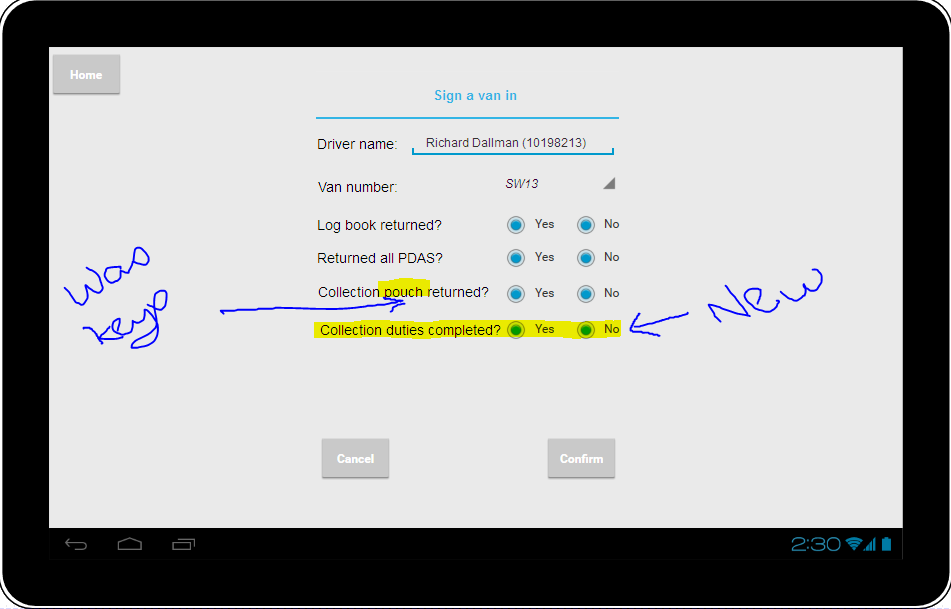 Home
Sign a van in
Driver name: Richard Dallman (10198213)
Van number: SW13
Log book returned? Yes No
Returned all PDAS? Yes No
Collection pouch returned? Yes No
Was
keys
Collection duties completed? Yes No
New
Cancel Confirm
2:30